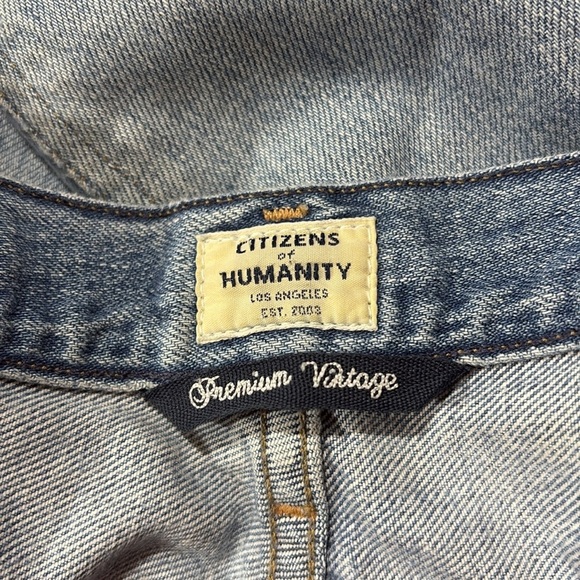 CITIZENS
of
HUMANITY
LOS ANGELES
EST. 2003
Premium Vintage